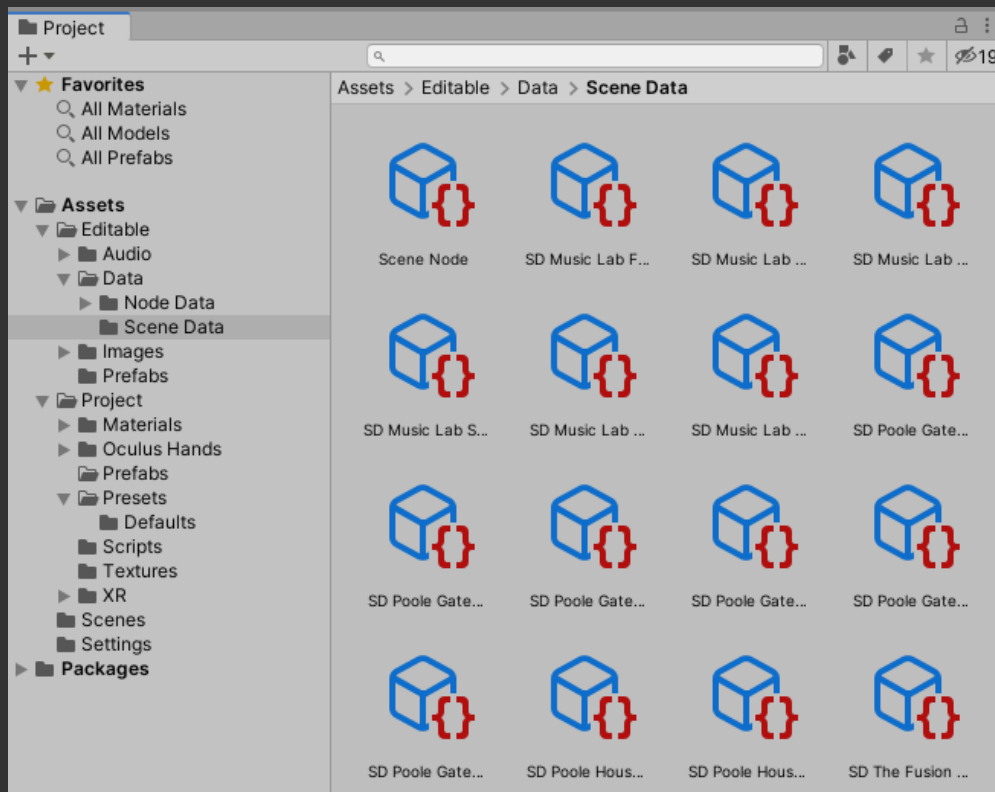 Project
19
Favorites
All Materials
All Models
All Prefabs
Assets
Editable
Audio
Data
Node Data
Scene Data
Images
Prefabs
Project
Materials
Oculus Hands
Prefabs
Presets
Defaults
Scripts
Textures
XR
Scenes
Settings
Packages
Assets > Editable > Data > Scene Data
Scene Node SD Music Lab F... SD Music Lab ... SD Music Lab ...
SD Music Lab S... SD Music Lab ... SD Music Lab ... SD Poole Gate...
SD Poole Gate... SD Poole Gate... SD Poole Gate... SD Poole Gate...
SD Poole Gate... SD Poole Hous... SD Poole Hous... SD The Fusion ...